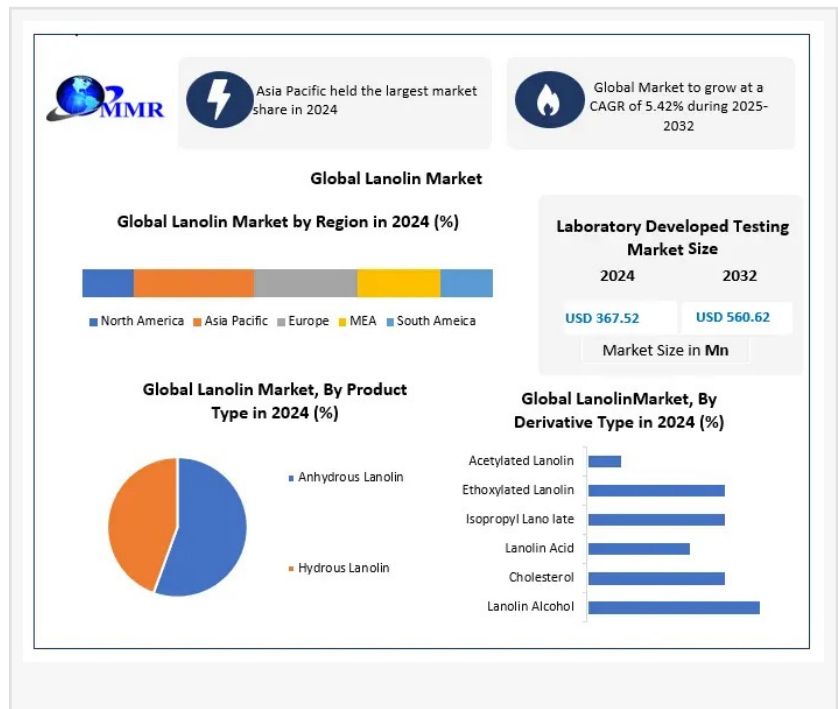 MMR
Asia Pacific held the largest market
share in 2024
Global Market to grow at a
CAGR of 5.42% during 2025-
2032
Global Lanolin Market
Global Lanolin Market by Region in 2024 (%)
North America
Asia Pacific
Europe
MEA
South Ameica
Laboratory Developed Testing
Market Size
2024
2032
USD 367.52
USD 560.62
Market Size in Mn
Global Lanolin Market, By Product
Type in 2024 (%)
Anhydrous Lanolin
Hydrous Lanolin
Global LanolinMarket, By
Derivative Type in 2024 (%)
Acetylated Lanolin
Ethoxylated Lanolin
Isopropyl Lano late
Lanolin Acid
Cholesterol
Lanolin Alcohol